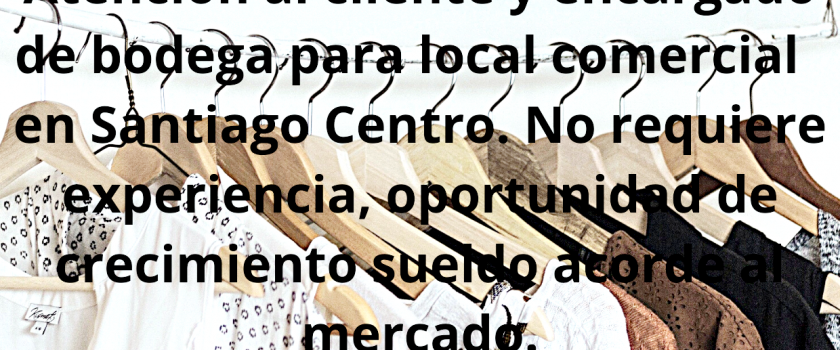 Atención al cliente y encargado
de bodega para local comercial
en Santiago Centro. No requiere
experiencia, oportunidad de
crecimiento sueldo acorde al
mercado.